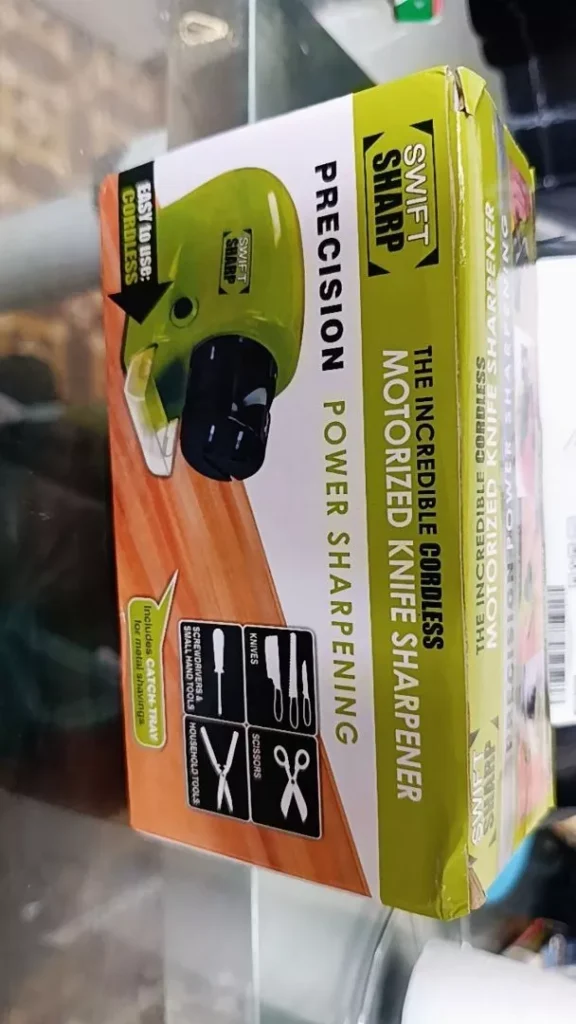 SWIFT
SHARP
THE INCREDIBLE CORDLESS
MOTORIZED KNIFE SHARPENER
PRECISION POWER SHARPENING
SWIFT
SHARP
EASY to use:
CORDLESS
KNIVES
SCISSORS
SCREWDRIVERS &
SMALL HAND TOOLS
HOUSEHOLD TOOLS
Includes CATCH-TRAY
for metal shavings
THE INCREDIBLE CORDLESS
MOTORIZED KNIFE SHARPENER
PRECISION POWER SHARPENING
SWIFT
SHARP